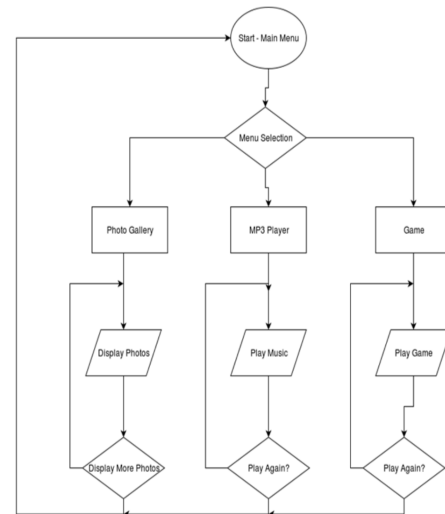 Start - Main Menu
Menu Selection
Photo Gallery
MP3 Player
Game
Display Photos
Play Music
Play Game
Display More Photos
Play Again?
Play Again?